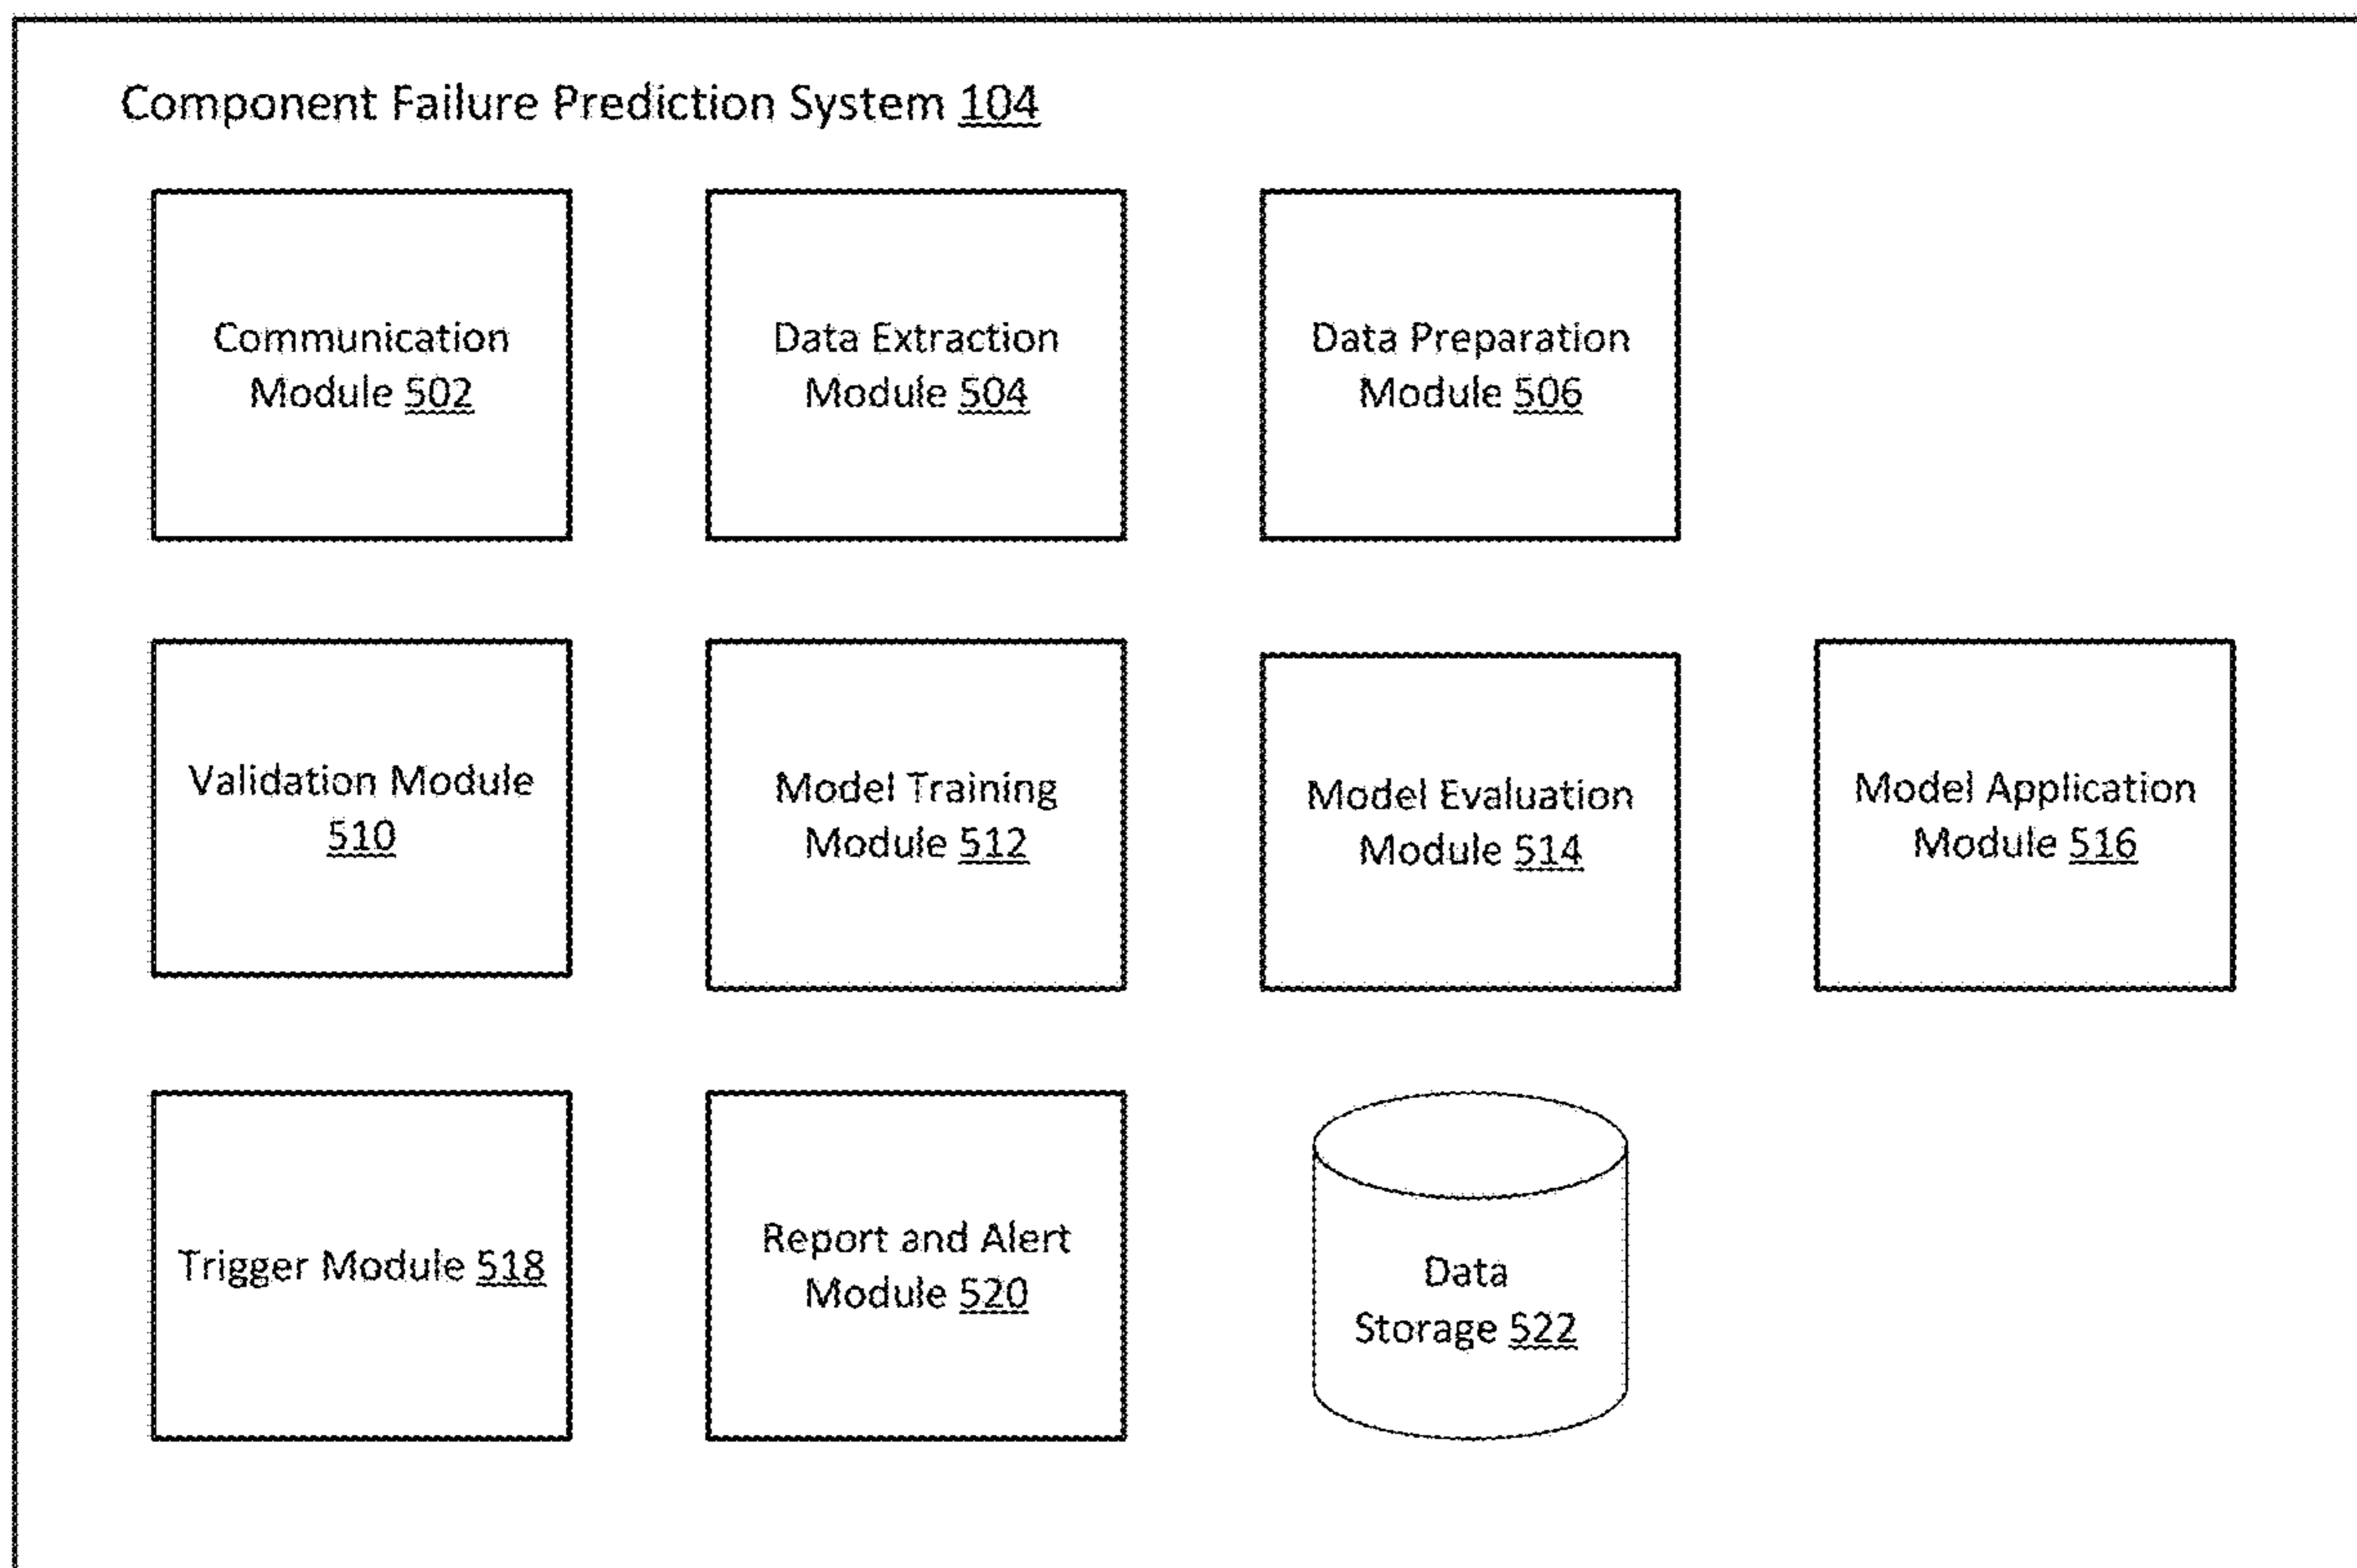 Component Failure Prediction System 104
Communication
Module 502
Data Extraction
Module 504
Data Preparation
Module 506
Validation Module
510
Model Training
Module 512
Model Evaluation
Module 514
Model Application
Module 516
Trigger Module 518
Report and Alert
Module 520
Data
Storage 522